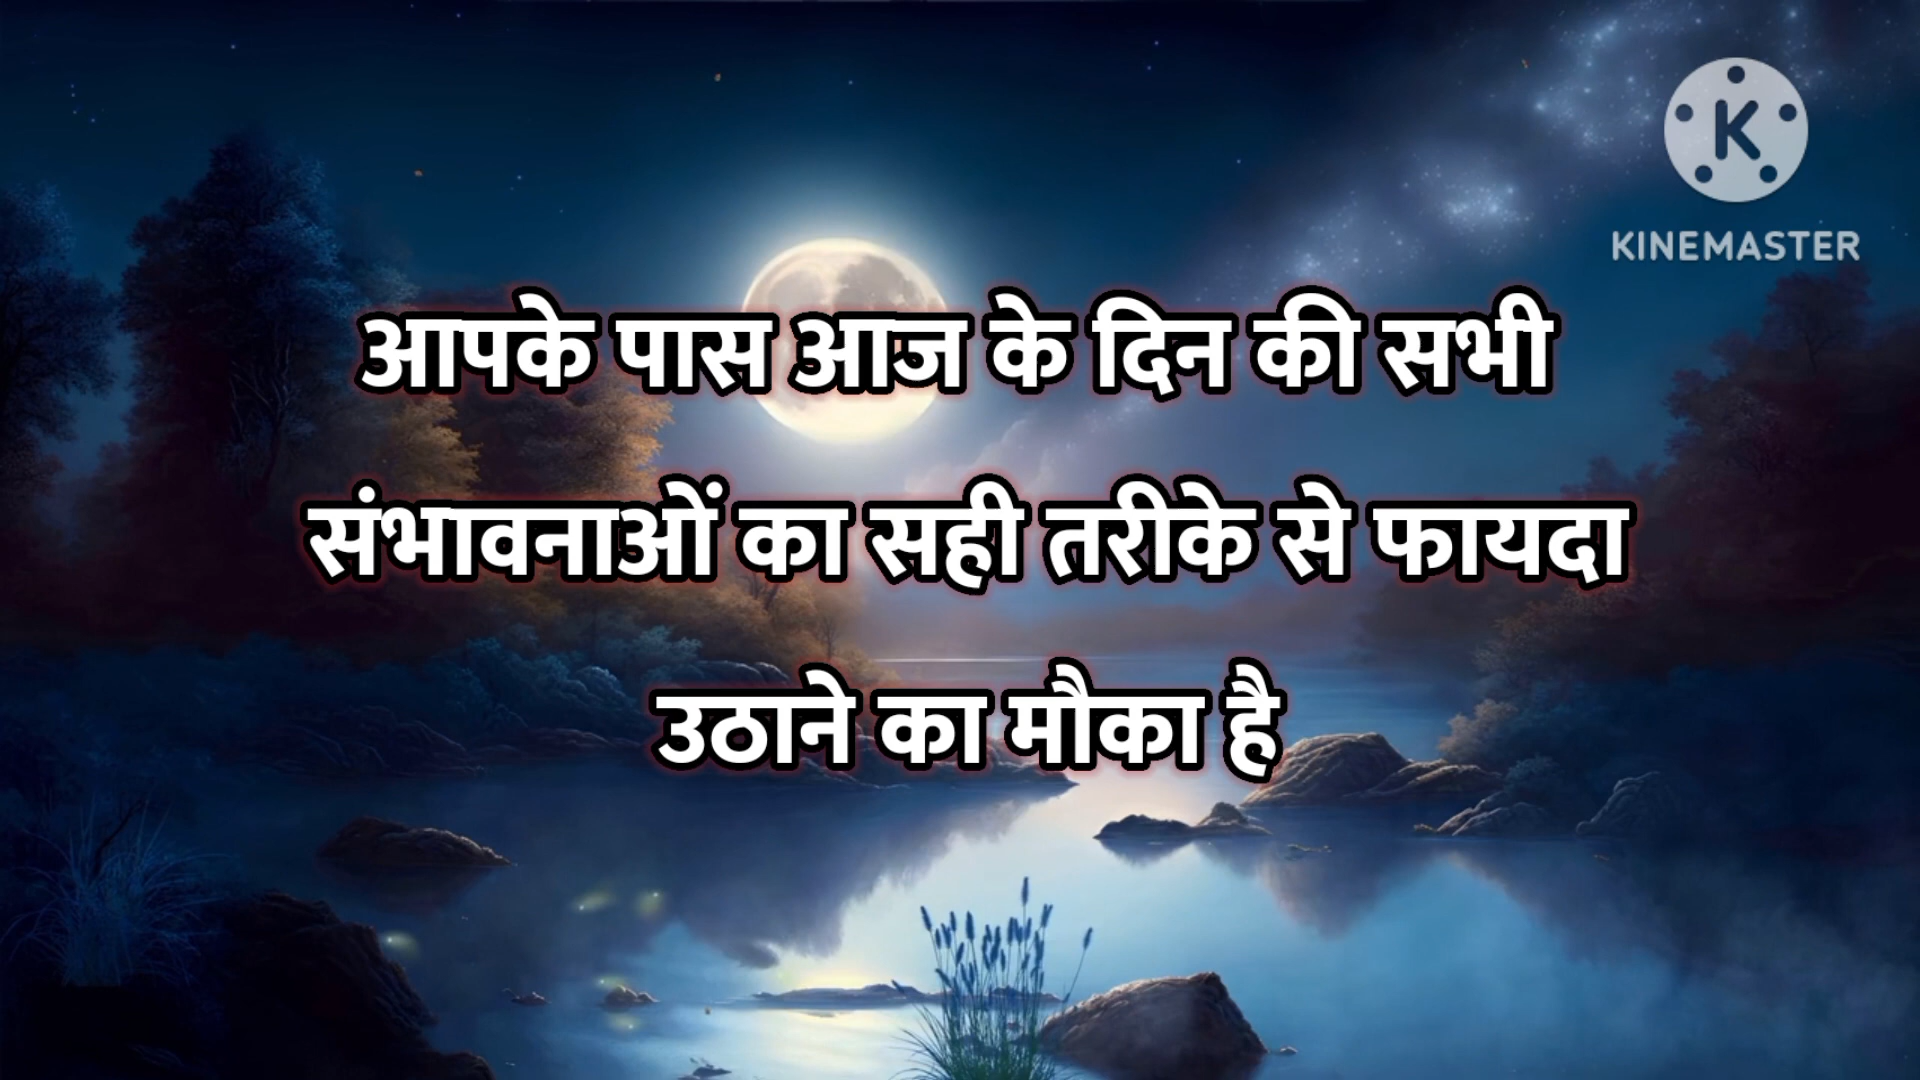 K
KINEMASTER
आपके पास आज के दिन की सभी
संभावनाओं का सही तरीके से फायदा
उठाने का मौका है